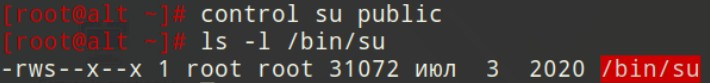 [root@alt ~]# control su public
[root@alt ~]# ls -l /bin/su
-rws--x--x 1 root root 31072 июл  3  2020 /bin/su